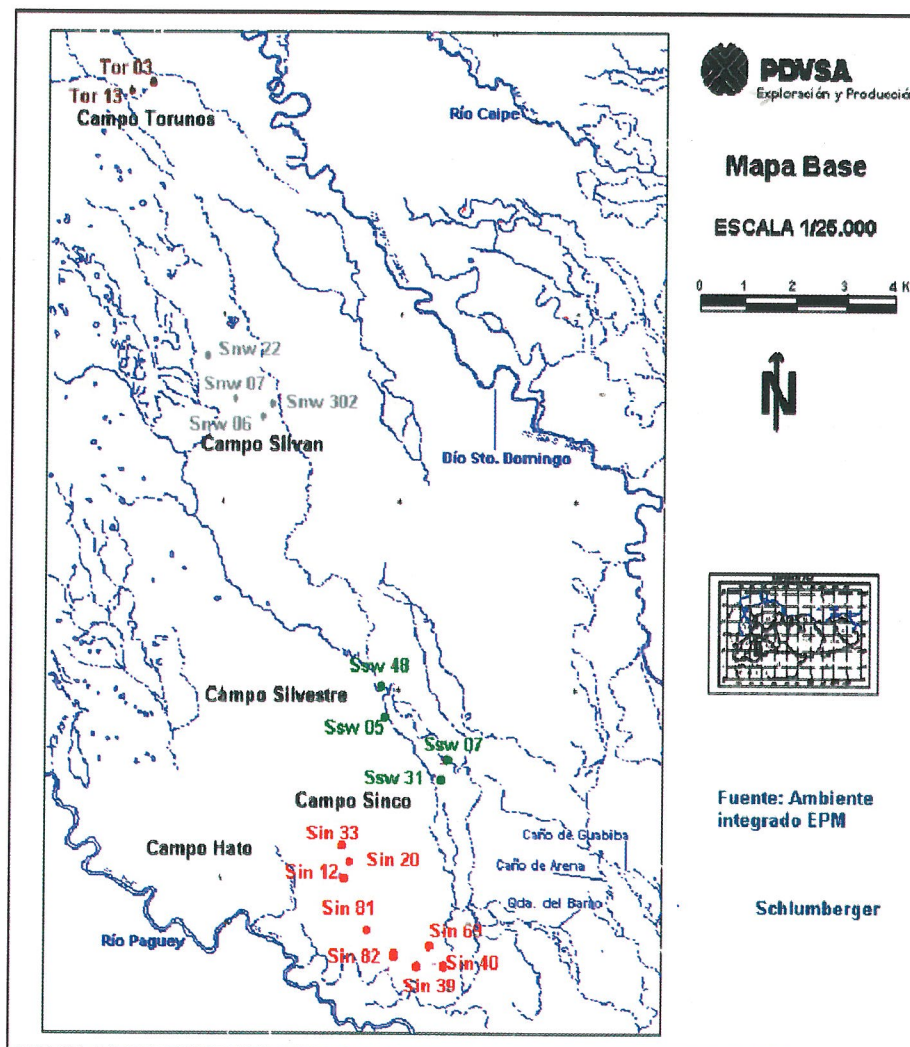 Tor 03
Tor 13
Campo Torunos
Río Caipe
Snw 22
Snw 07
Snw 302
Snw 06
Campo Silvan
Río Sto. Domingo
Ssw 48
Campo Silvestre
Ssw 05
Ssw 07
Ssw 31
Campo Sinco
Sin 33
Campo Hato
Sin 20
Sin 12
Caño de Guabiba
Caño de Arena
Sin 81
Qda. del Barro
Río Paguey
Sin 82
Sin 40
Sin 39
PDVSA
Exploración y Producción
Mapa Base
ESCALA 1/25.000
0 1 2 3 4 K
N
Fuente: Ambiente
integrado EPM
Schlumberger